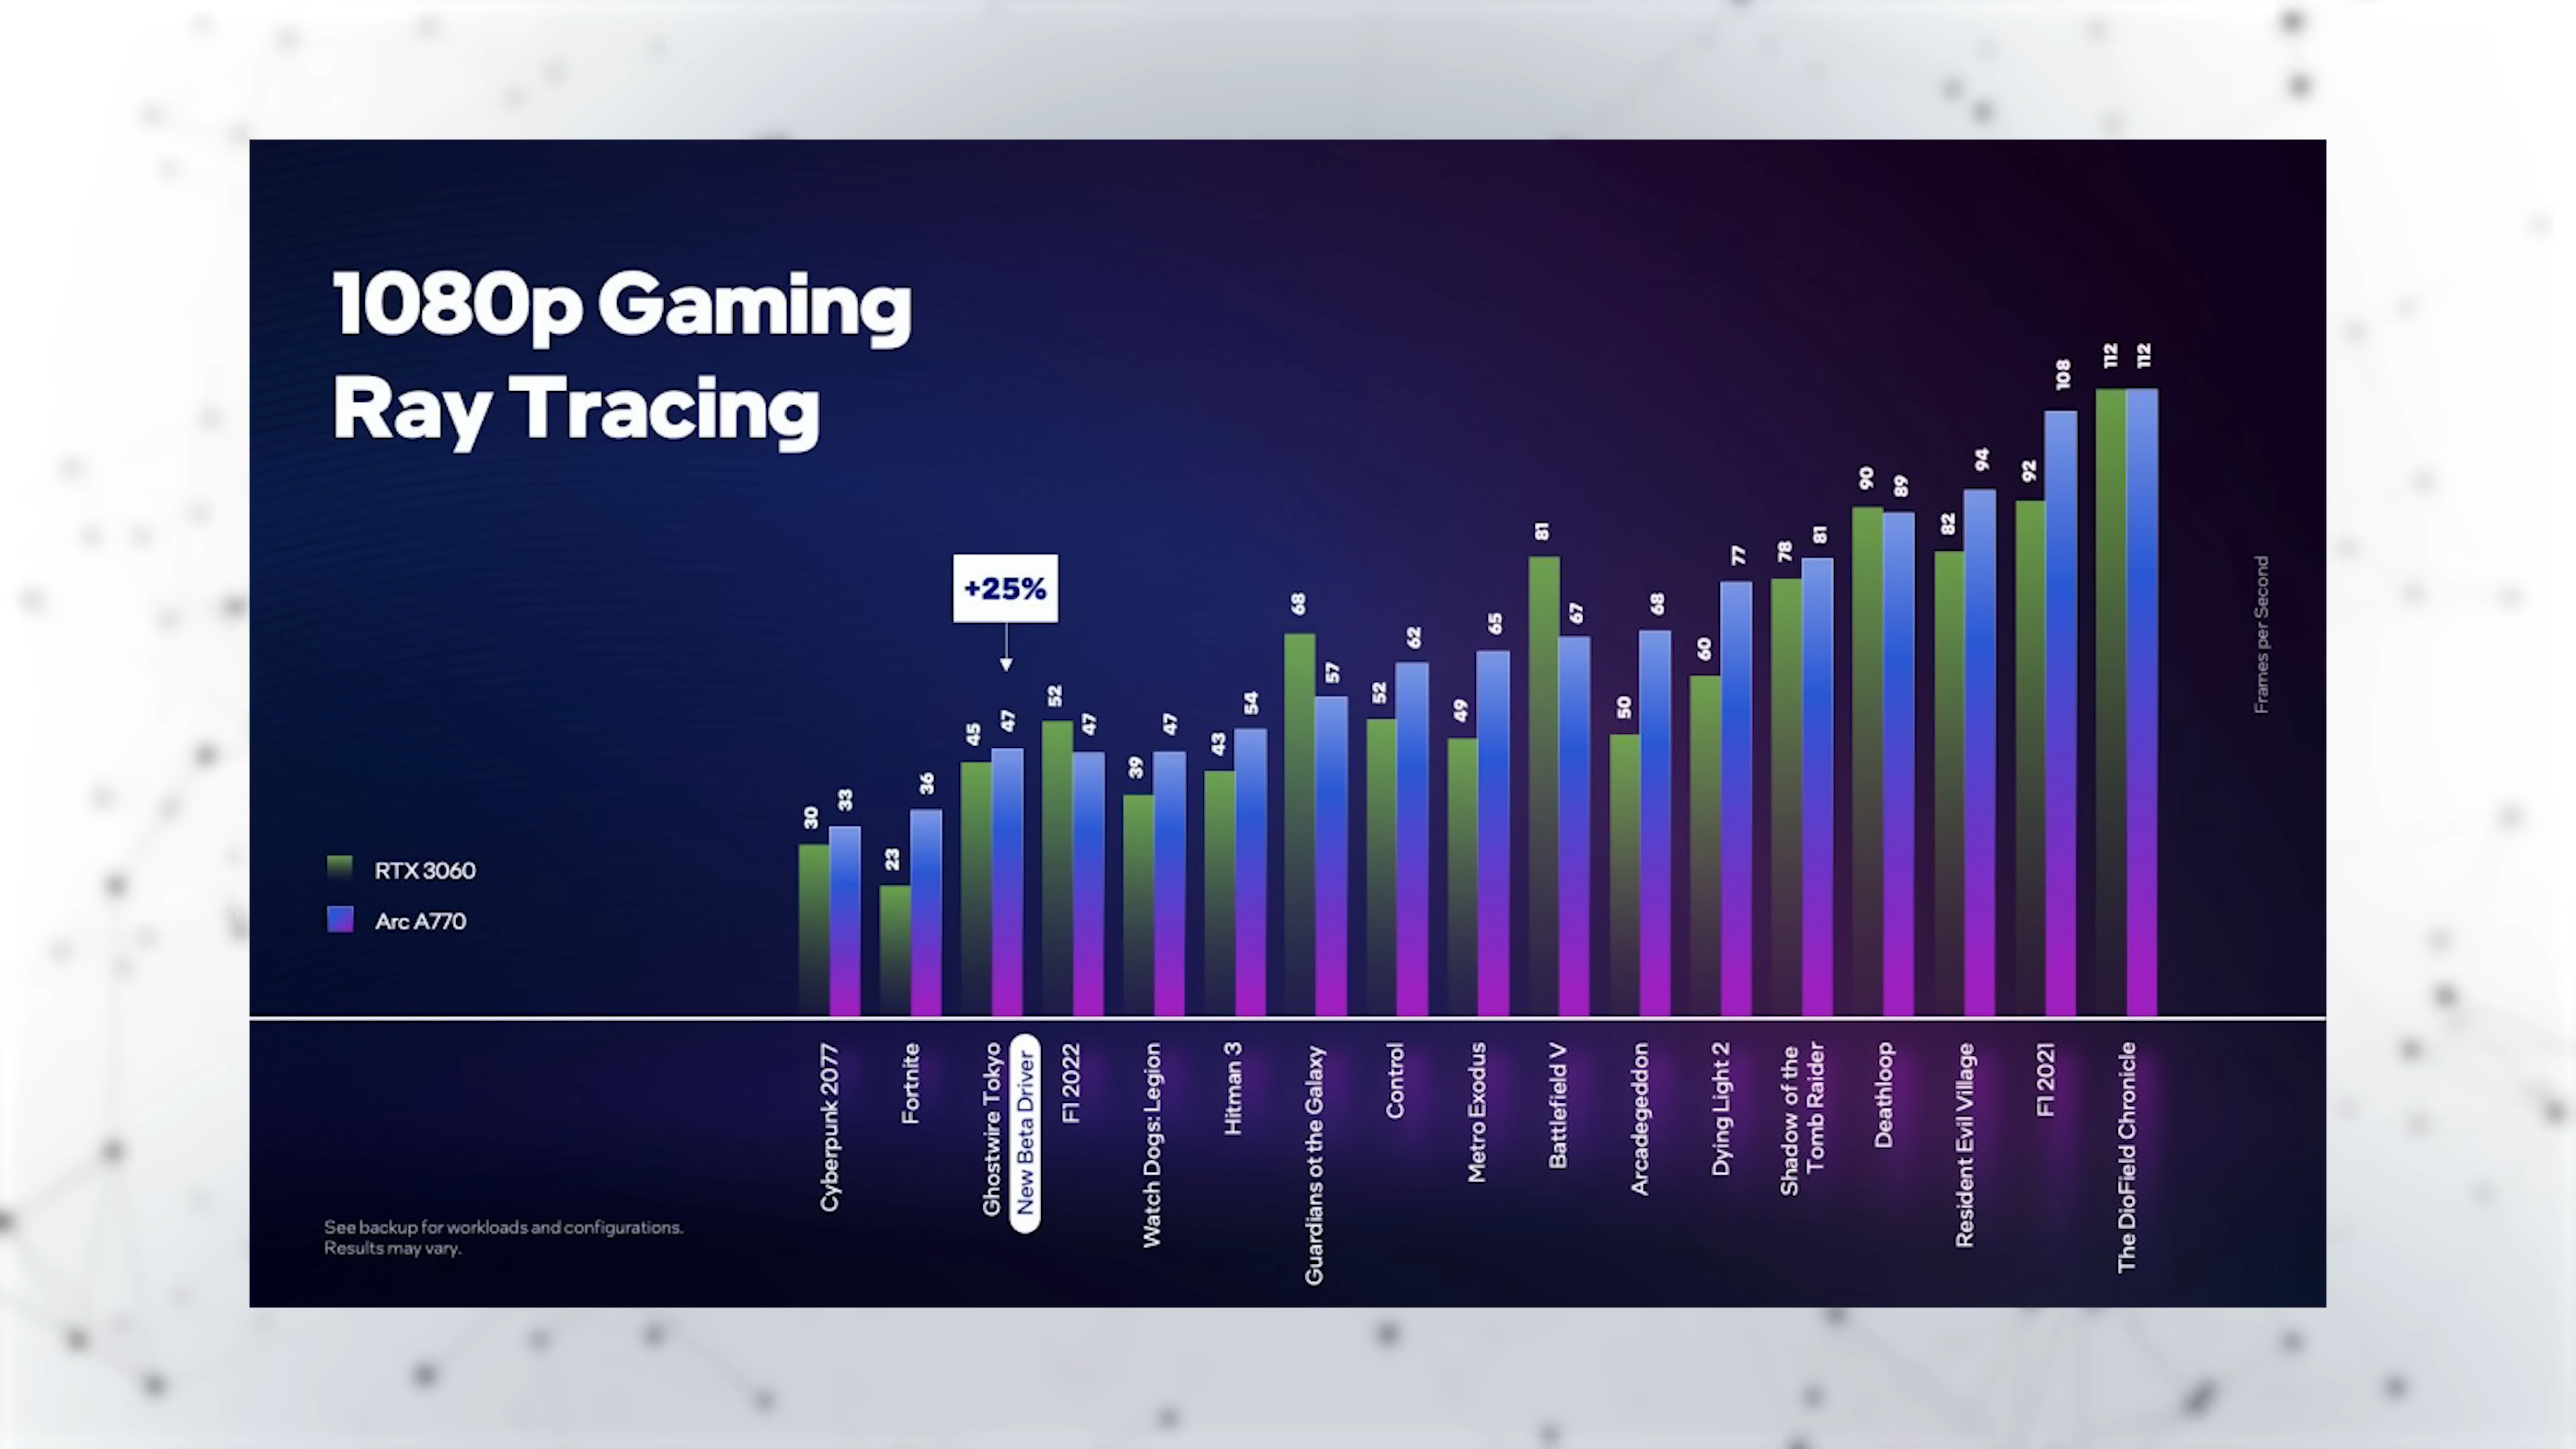 1080p Gaming
Ray Tracing
+25%
RTX 3060
Arc A770
30
33
23
36
45
47
52
47
39
47
43
54
68
57
52
62
49
65
81
67
50
68
60
77
78
81
90
89
82
94
92
108
112
112
Frames per Second
Cyberpunk 2077
Fortnite
Ghostwire Tokyo
New Beta Driver
F1 2022
Watch Dogs: Legion
Hitman 3
Guardians ot the Galaxy
Control
Metro Exodus
Battlefield V
Arcadegeddon
Dying Light 2
Shadow of the
Tomb Raider
Deathloop
Resident Evil Village
F1 2021
The DioField Chronicle
See backup for workloads and configurations.
Results may vary.